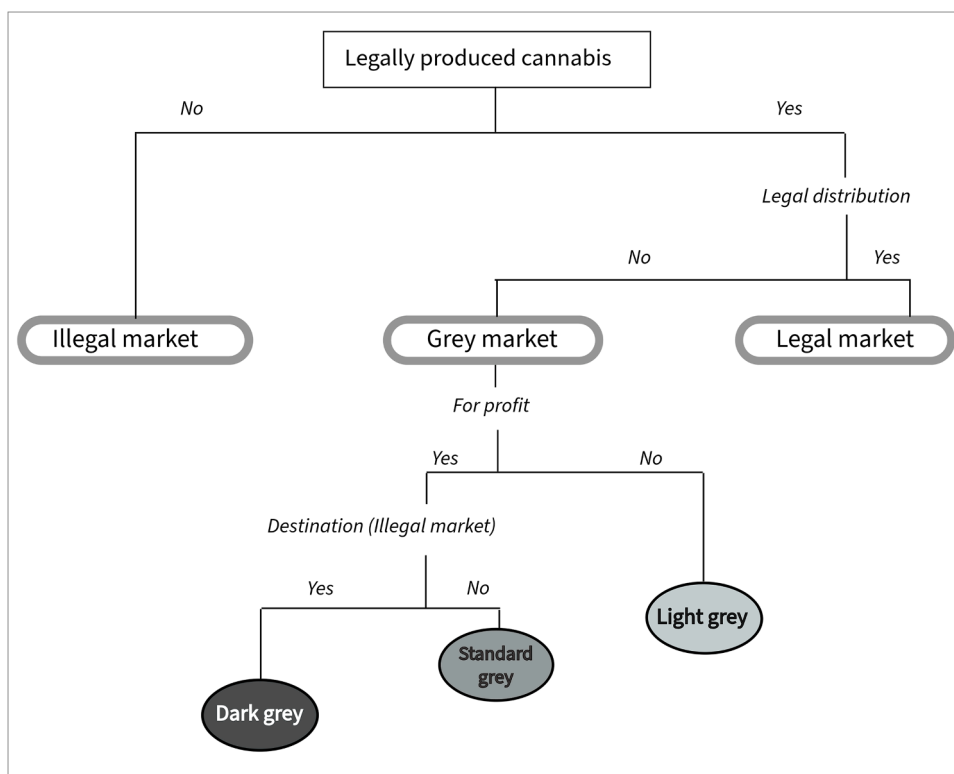 Legally produced cannabis
No
Yes
Legal distribution
No
Yes
Illegal market
Grey market
Legal market
For profit
Yes
No
Destination (Illegal market)
Yes
No
Light grey
Standard
grey
Dark grey